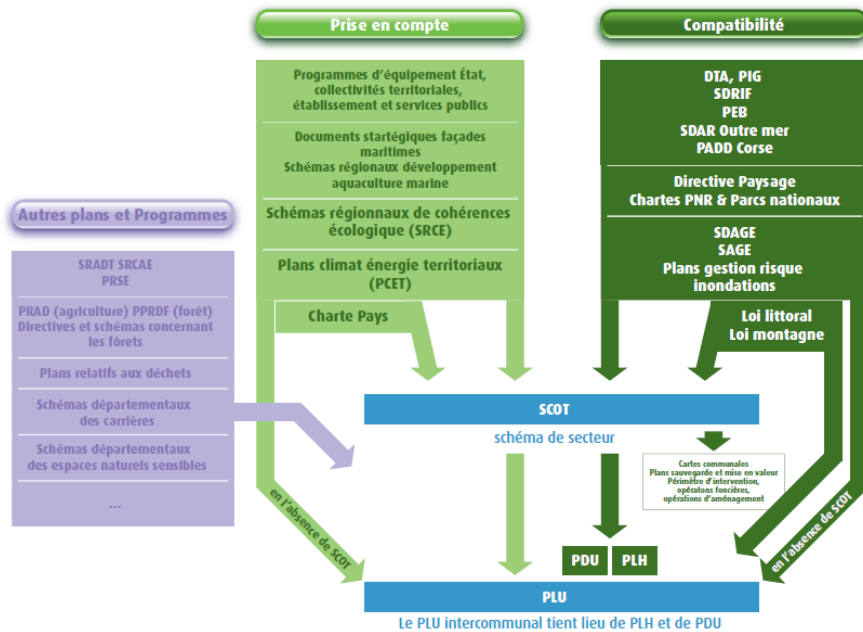 Prise en compte
Programmes d'équipement État,
collectivités territoriales,
établissement et services publics
Documents startégiques façades
maritimes
Schémas régionaux développement
aquaculture marine
Schémas régionnaux de cohérences
écologique (SRCE)
Plans climat énergie territoriaux
(PCET)
Charte Pays
Compatibilité
DTA, PIG
SDRIF
PEB
SDAR Outre mer
PADD Corse
Directive Paysage
Chartes PNR & Parcs nationaux
SDAGE
SAGE
Plans gestion risque
inondations
Loi littoral
Loi montagne
Autres plans et Programmes
SRADT SRCAE
PRSE
PRAD (agriculture) PPRDF (forêt)
Directives et schémas concernant
les fôrets
Plans relatifs aux déchets
Schémas départementaux
des carrières
Schémas départementaux
des espaces naturels sensibles
...
SCOT
schéma de secteur
Cartes communales
Plans sauvegarde et mise en valeur
Périmètre d'intervention,
opératons foncières,
opérations d'aménagement
en l'absence de SCOT
en l'absence de SCOT
PDU
PLH
PLU
Le PLU intercommunal tient lieu de PLH et de PDU